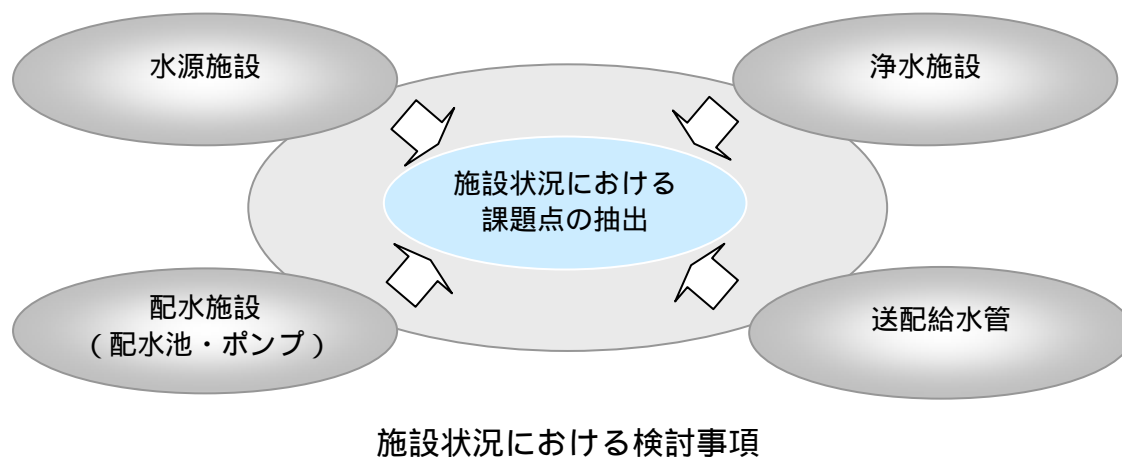 水源施設
浄水施設
施設状況における
課題点の抽出
配水施設
(配水池・ポンプ)
送配給水管
施設状況における検討事項